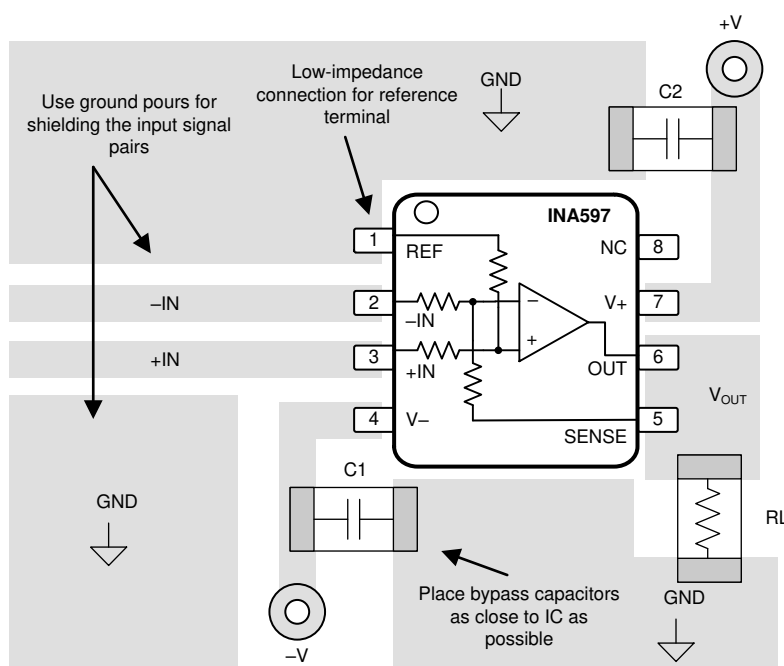 +V
Low-impedance
connection for reference
terminal
GND
C2
Use ground pours for
shielding the input signal
pairs
INA597
1
REF
NC
8
–IN
2
–IN
–
V+
7
+IN
3
+IN
+
OUT
6
4
V–
SENSE
5
VOUT
C1
GND
RL
Place bypass capacitors
as close to IC as
possible
GND
–V